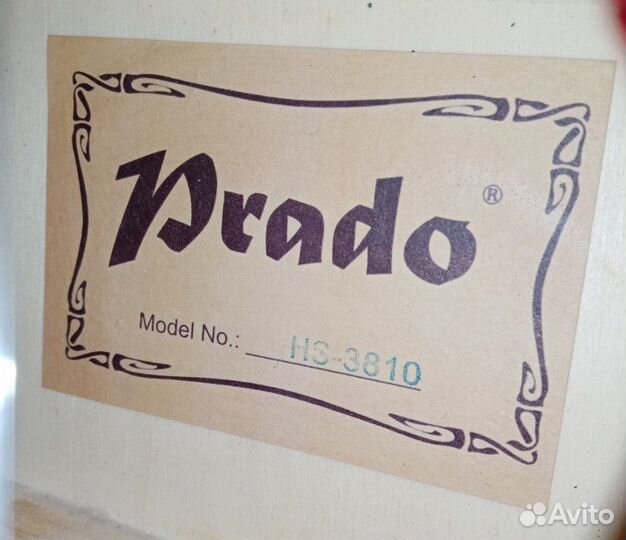 Prado ®
Model No.: HS-3810
Avito